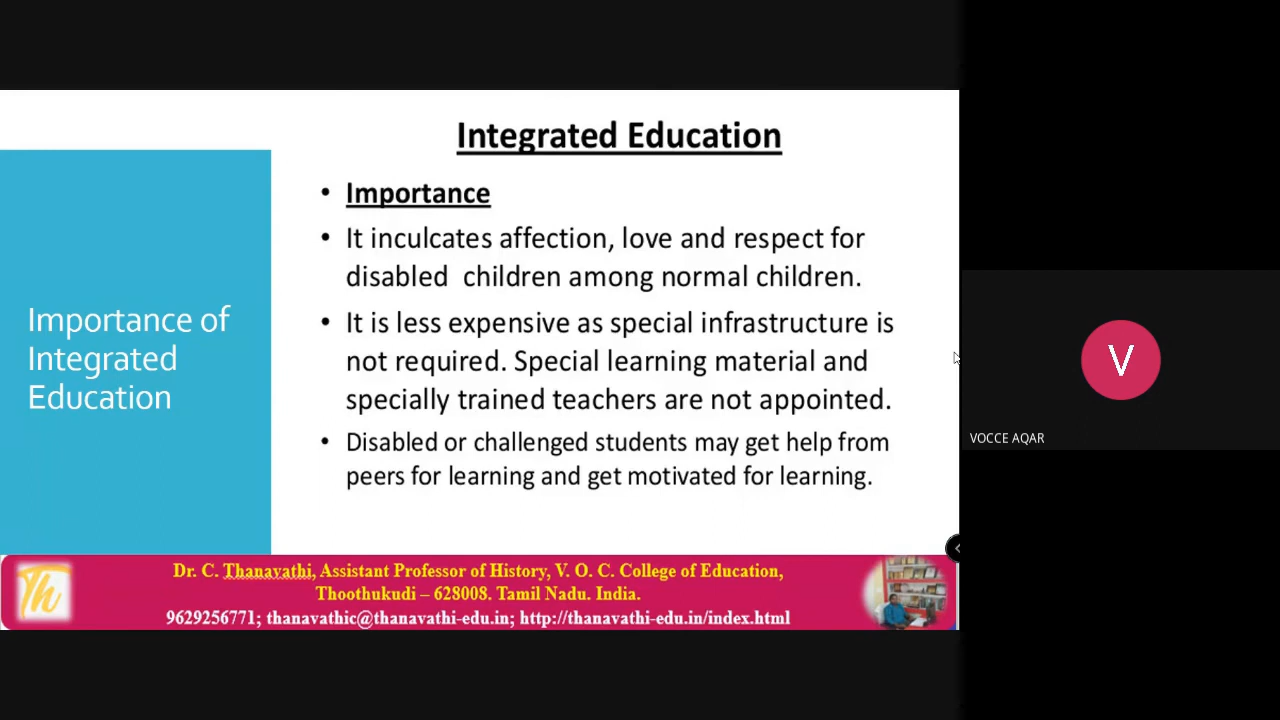 Integrated Education
Importance of
Integrated
Education
• Importance
• It inculcates affection, love and respect for
disabled children among normal children.
• It is less expensive as special infrastructure is
not required. Special learning material and
specially trained teachers are not appointed.
• Disabled or challenged students may get help from
peers for learning and get motivated for learning.
Th
Dr. C. Thanavathi, Assistant Professor of History, V. O. C. College of Education,
Thoothukudi – 628008. Tamil Nadu. India.
9629256771; thanavathic@thanavathi-edu.in; http://thanavathi-edu.in/index.html
V
VOCCE AQAR